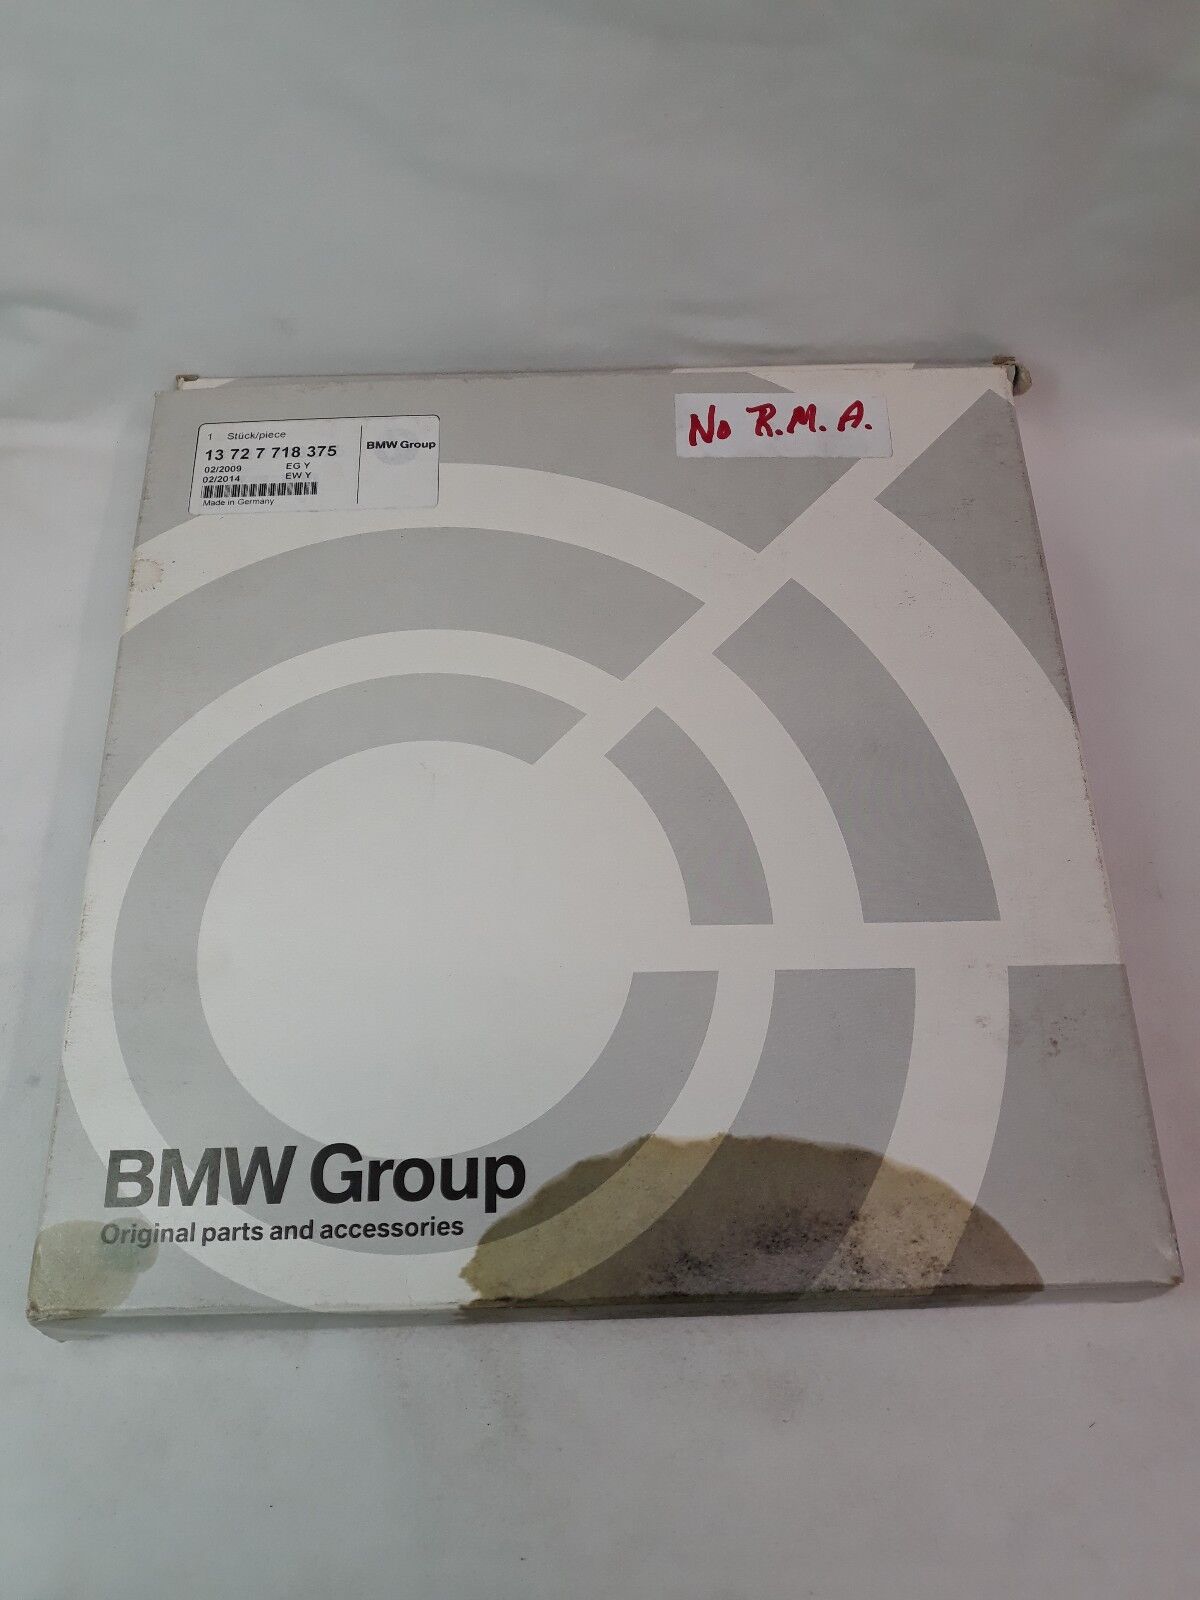 1 Stück/piece
13 72 7 718 375
02/2009 EG Y
02/2014 EW Y
Made in Germany
BMW Group
No R.M.A.
BMW Group
Original parts and accessories